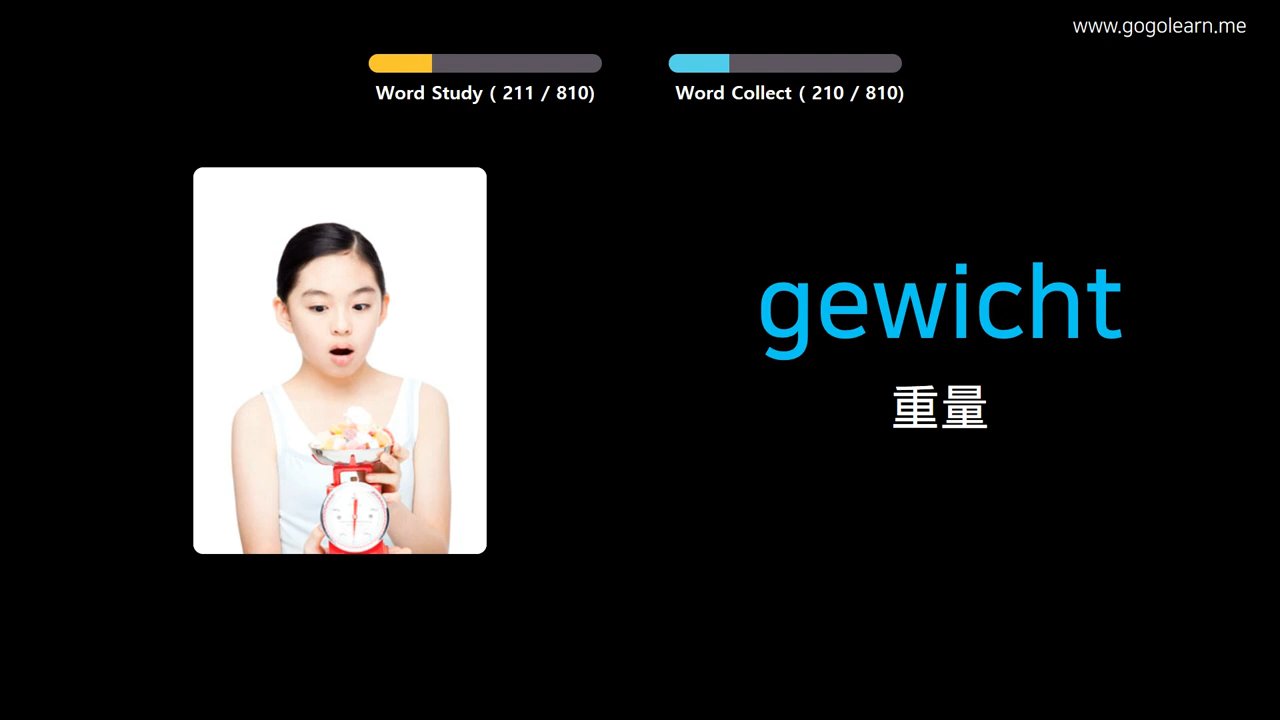 www.gogolearn.me
Word Study ( 211 / 810)
Word Collect ( 210 / 810)
gewicht
重量